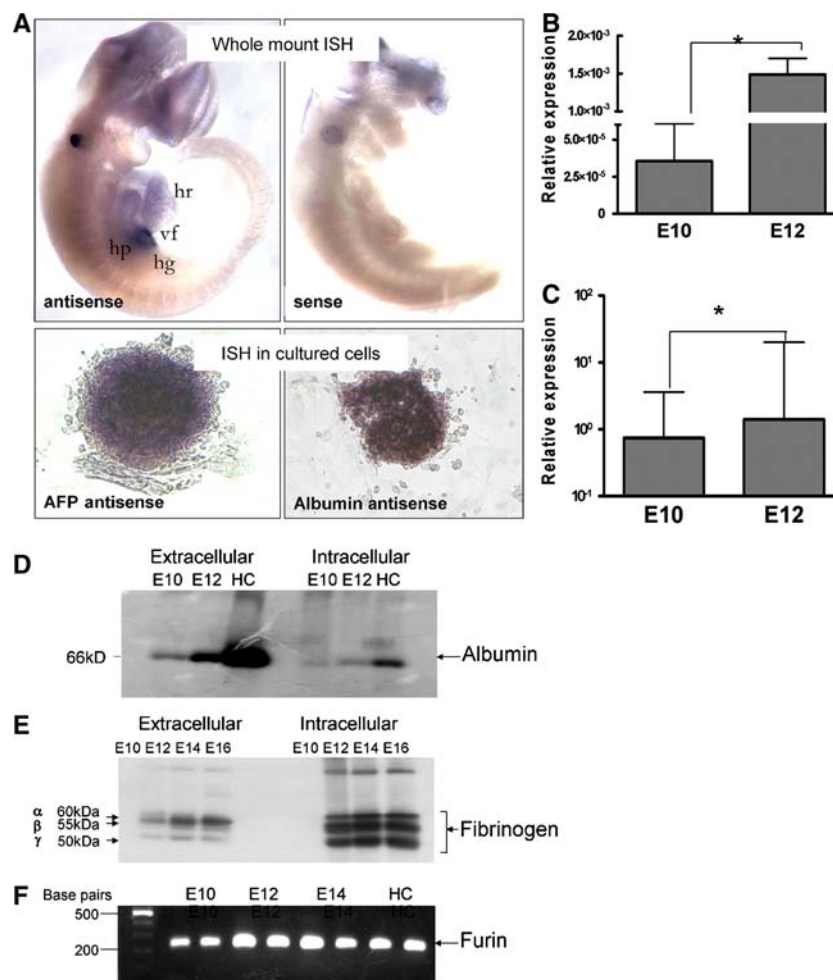 A
Whole mount ISH
hr
vf
hp
hg
antisense
sense
ISH in cultured cells
AFP antisense
Albumin antisense
B
Relative expression
2.0×10-3
1.5×10-3
1.0×10-3
5.0×10-5
2.5×10-5
0
*
E10 E12
C
Relative expression
10²
10¹
10⁰
10-¹
*
E10 E12
D
Extracellular Intracellular
E10 E12 HC E10 E12 HC
66kD
Albumin
E
Extracellular Intracellular
E10 E12 E14 E16 E10 E12 E14 E16
α 60kDa
β 55kDa
γ 50kDa
Fibrinogen
F
Base pairs E10 E12 E14 HC
E10 E12 E14 HC
500
200
Furin